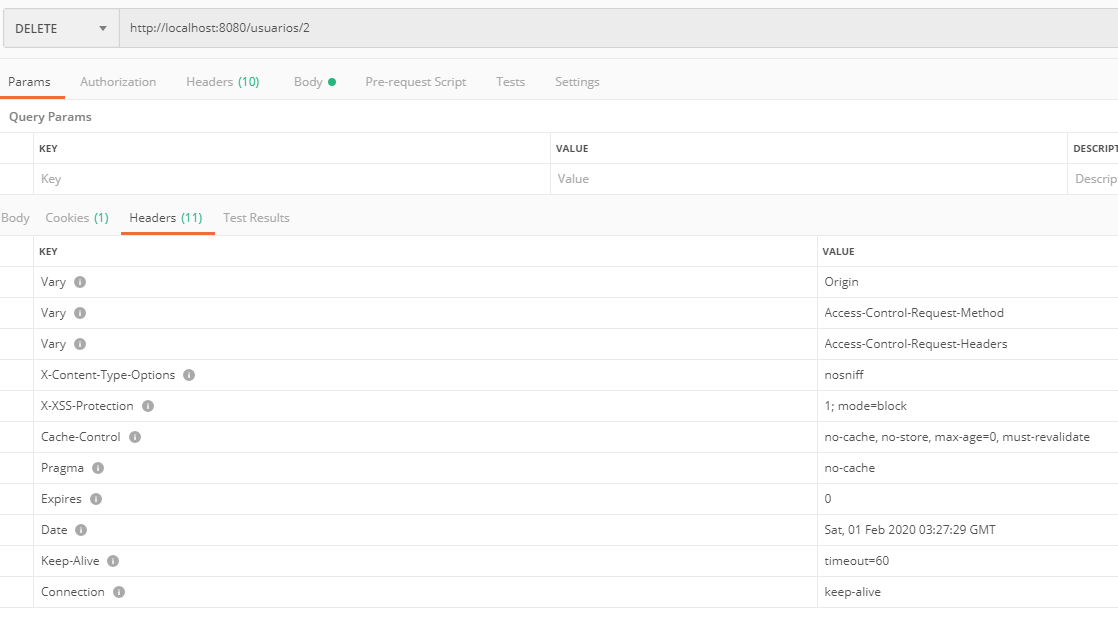 DELETE http://localhost:8080/usuarios/2
Params Authorization Headers (10) Body Pre-request Script Tests Settings
Query Params
KEY VALUE DESCRIPT
Key Value Descrip
Body Cookies (1) Headers (11) Test Results
KEY VALUE
Vary Origin
Vary Access-Control-Request-Method
Vary Access-Control-Request-Headers
X-Content-Type-Options nosniff
X-XSS-Protection 1; mode=block
Cache-Control no-cache, no-store, max-age=0, must-revalidate
Pragma no-cache
Expires 0
Date Sat, 01 Feb 2020 03:27:29 GMT
Keep-Alive timeout=60
Connection keep-alive